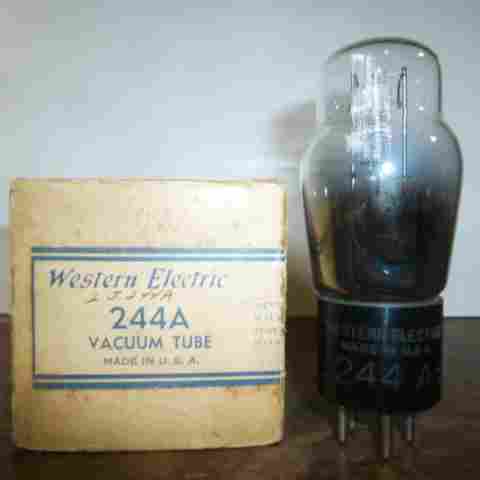 Western Electric
244A
VACUUM TUBE
MADE IN U.S.A.
WESTERN ELECTRIC
MADE IN U.S.A.
244 A